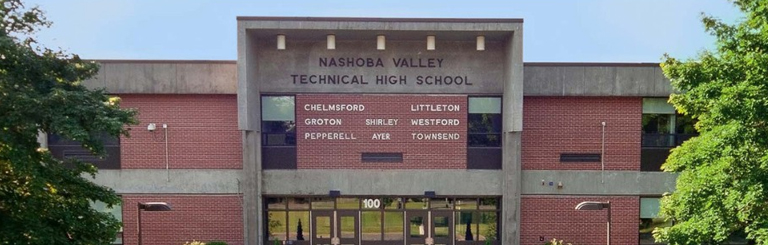 NASHOBA VALLEY
TECHNICAL HIGH SCHOOL
CHELMSFORD LITTLETON
GROTON SHIRLEY WESTFORD
PEPPERELL AYER TOWNSEND
100